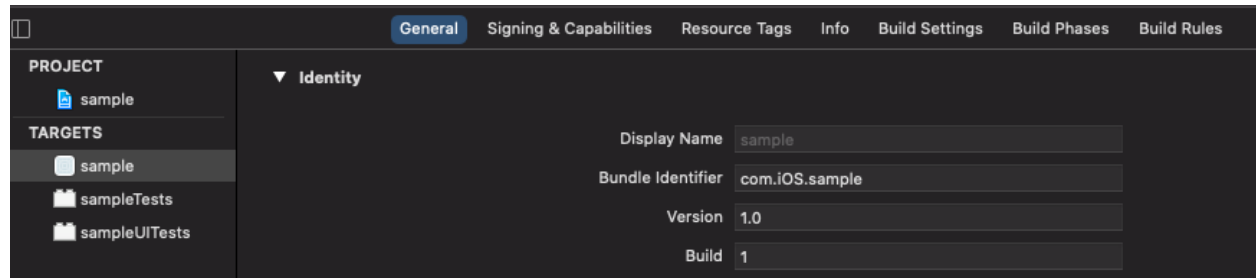 General Signing & Capabilities Resource Tags Info Build Settings Build Phases Build Rules
PROJECT
sample
TARGETS
sample
sampleTests
sampleUITests
Identity
Display Name sample
Bundle Identifier com.iOS.sample
Version 1.0
Build 1